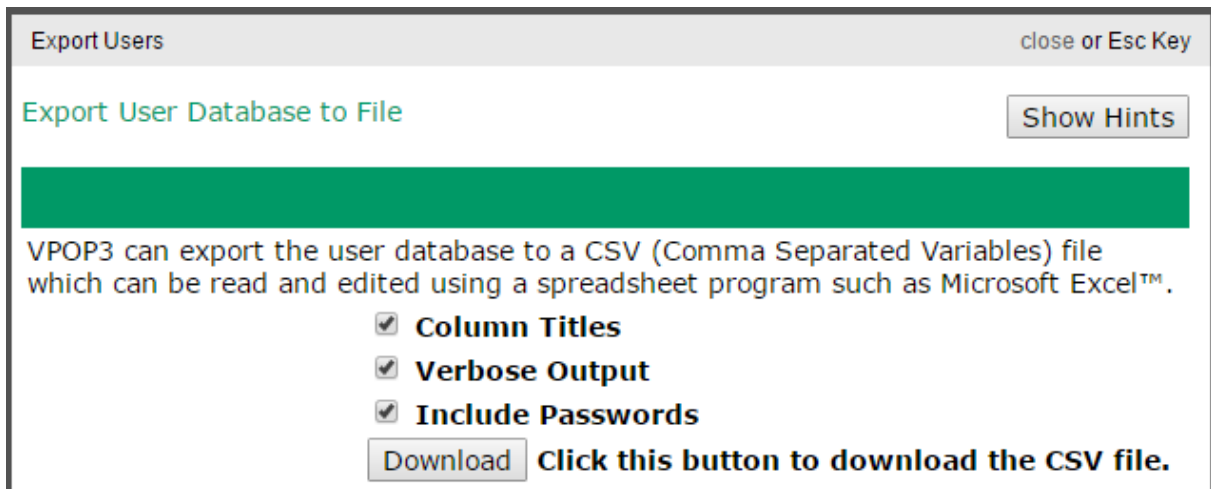 Export Users close or Esc Key
Export User Database to File
Show Hints
VPOP3 can export the user database to a CSV (Comma Separated Variables) file
which can be read and edited using a spreadsheet program such as Microsoft Excel™.
Column Titles
Verbose Output
Include Passwords
Download Click this button to download the CSV file.